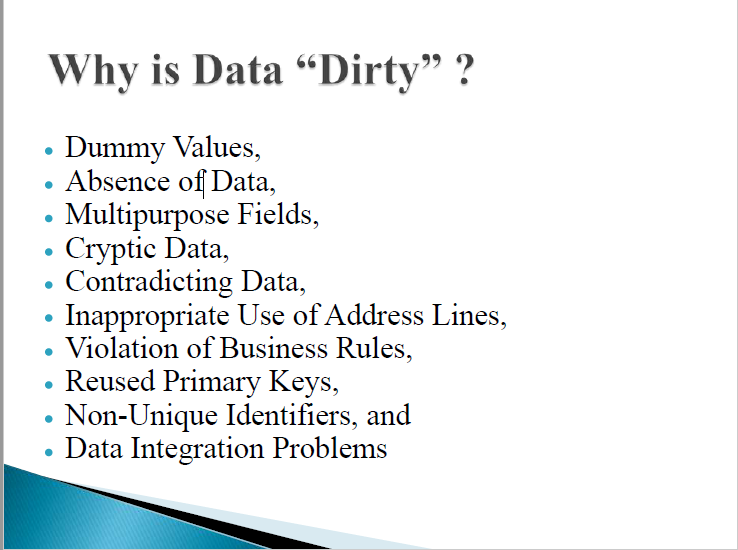 Why is Data “Dirty” ?
Dummy Values,
Absence of Data,
Multipurpose Fields,
Cryptic Data,
Contradicting Data,
Inappropriate Use of Address Lines,
Violation of Business Rules,
Reused Primary Keys,
Non-Unique Identifiers, and
Data Integration Problems